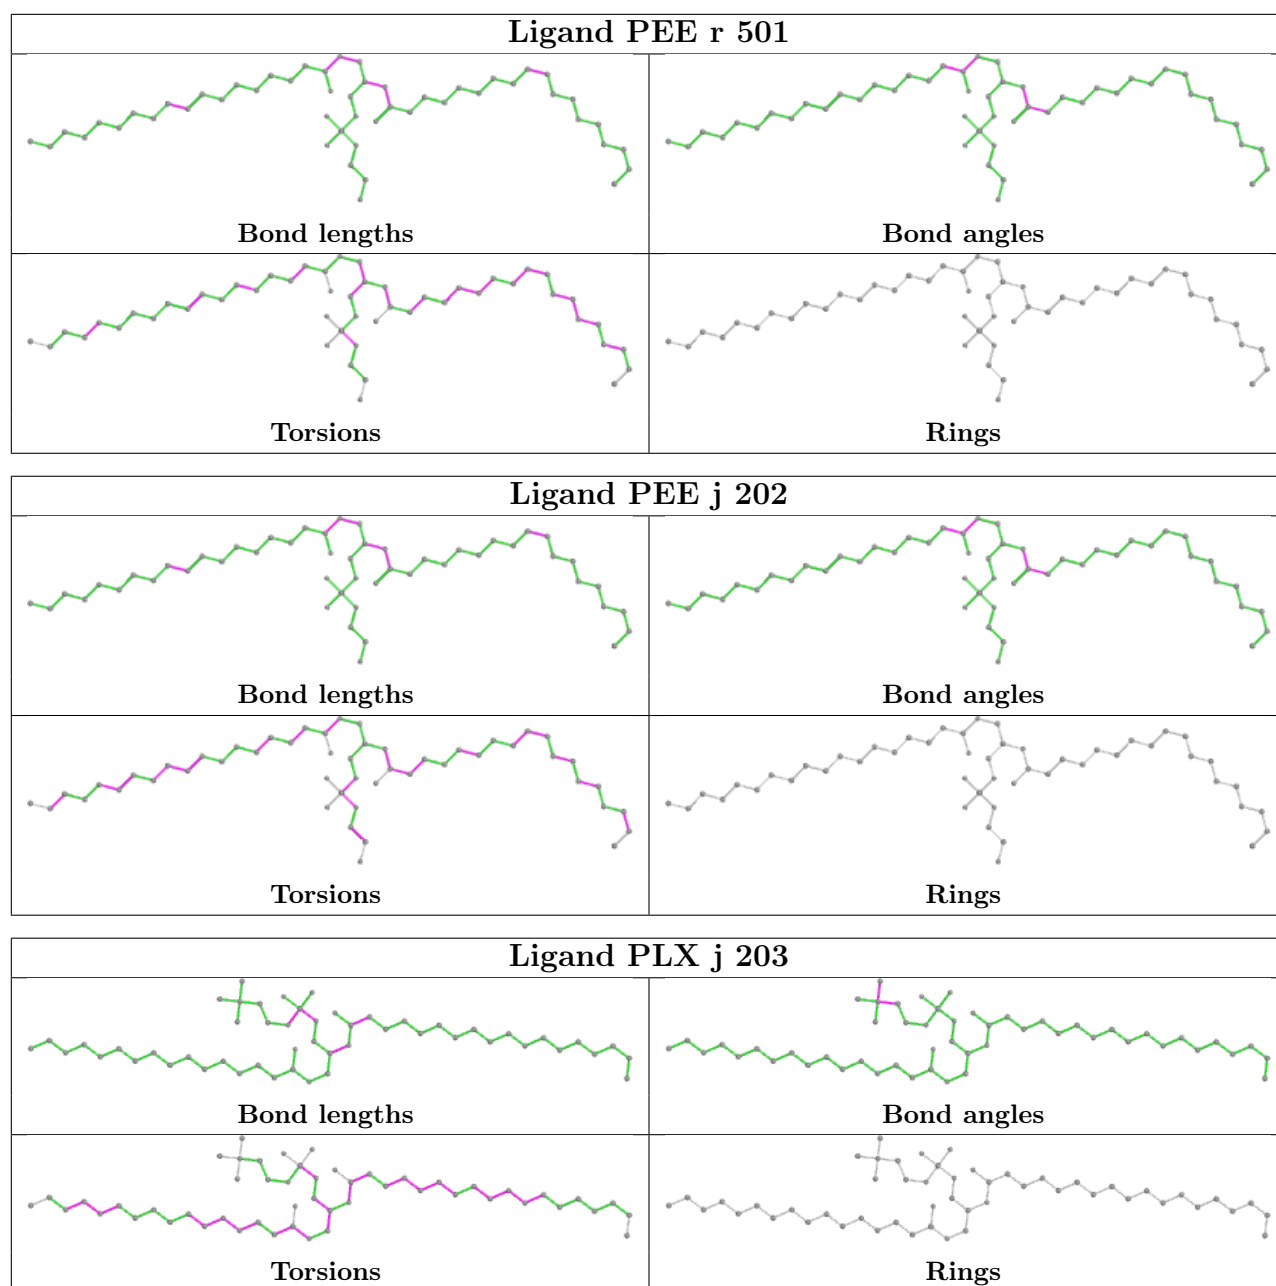 Ligand PEE r 501
Bond lengths
Bond angles
Torsions
Rings
Ligand PEE j 202
Bond lengths
Bond angles
Torsions
Rings
Ligand PLX j 203
Bond lengths
Bond angles
Torsions
Rings